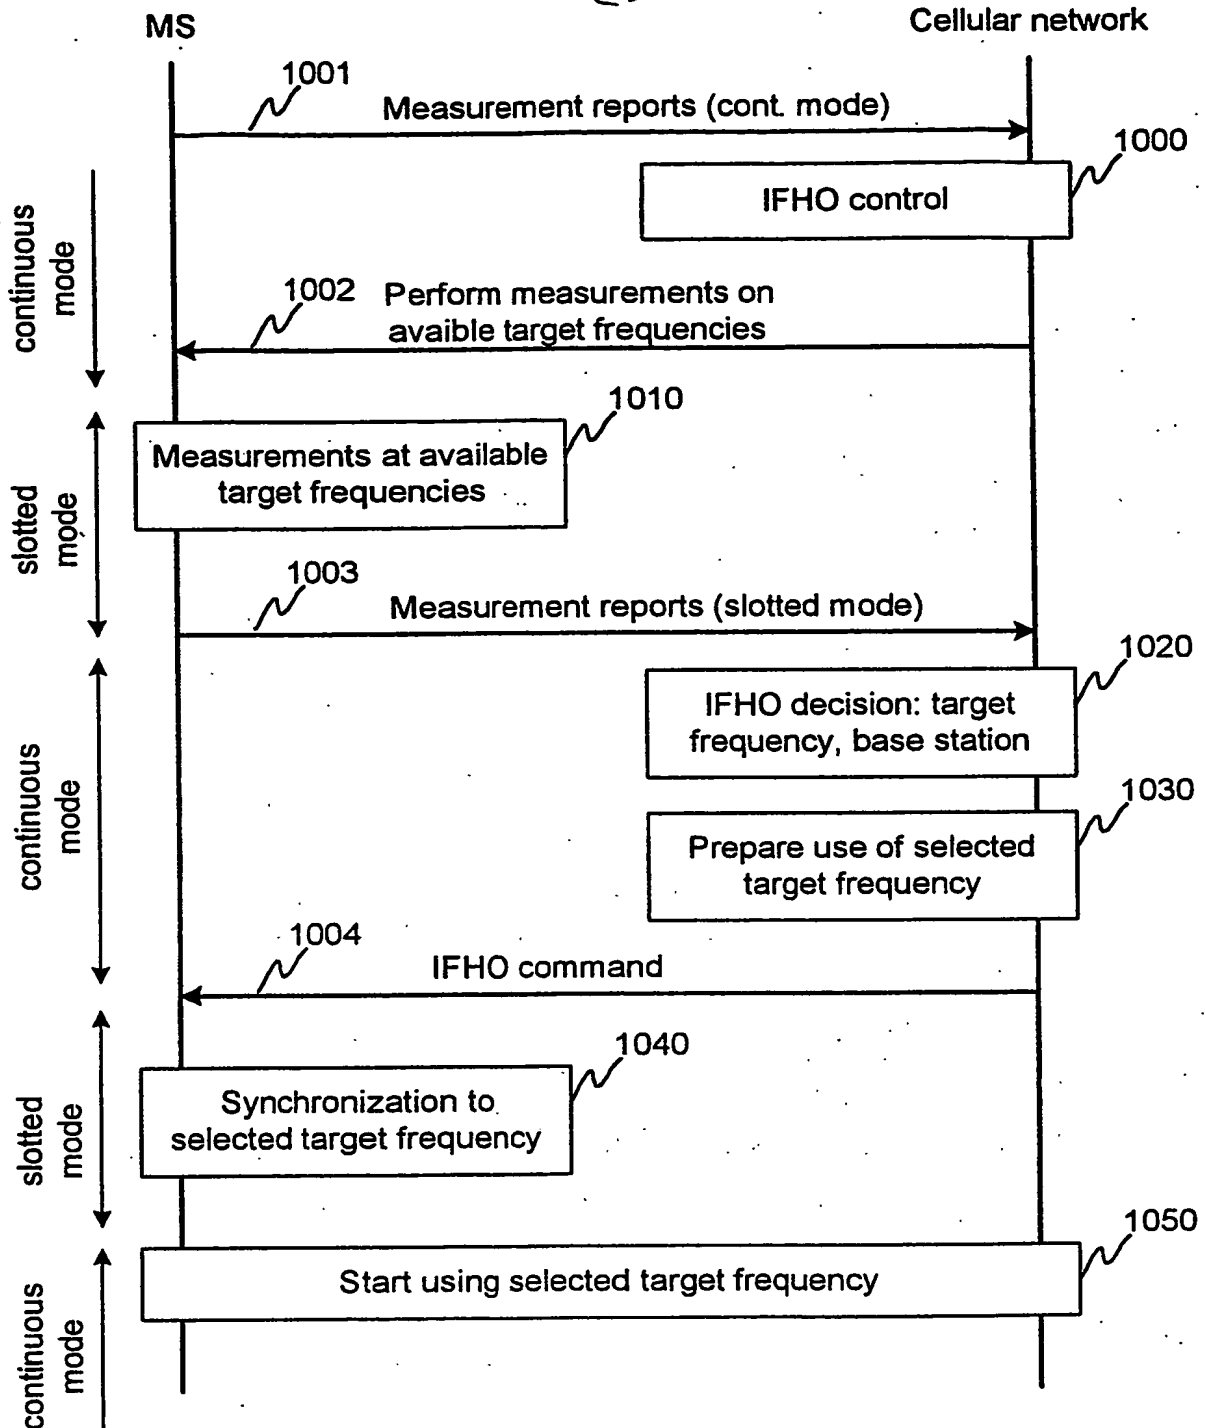 MS
Cellular network
1001
Measurement reports (cont. mode)
1000
IFHO control
continuous
mode
1002
Perform measurements on
avaible target frequencies
1010
Measurements at available
target frequencies
slotted
mode
1003
Measurement reports (slotted mode)
1020
IFHO decision: target
frequency, base station
continuous
mode
1030
Prepare use of selected
target frequency
1004
IFHO command
1040
Synchronization to
selected target frequency
slotted
mode
1050
Start using selected target frequency
continuous
mode